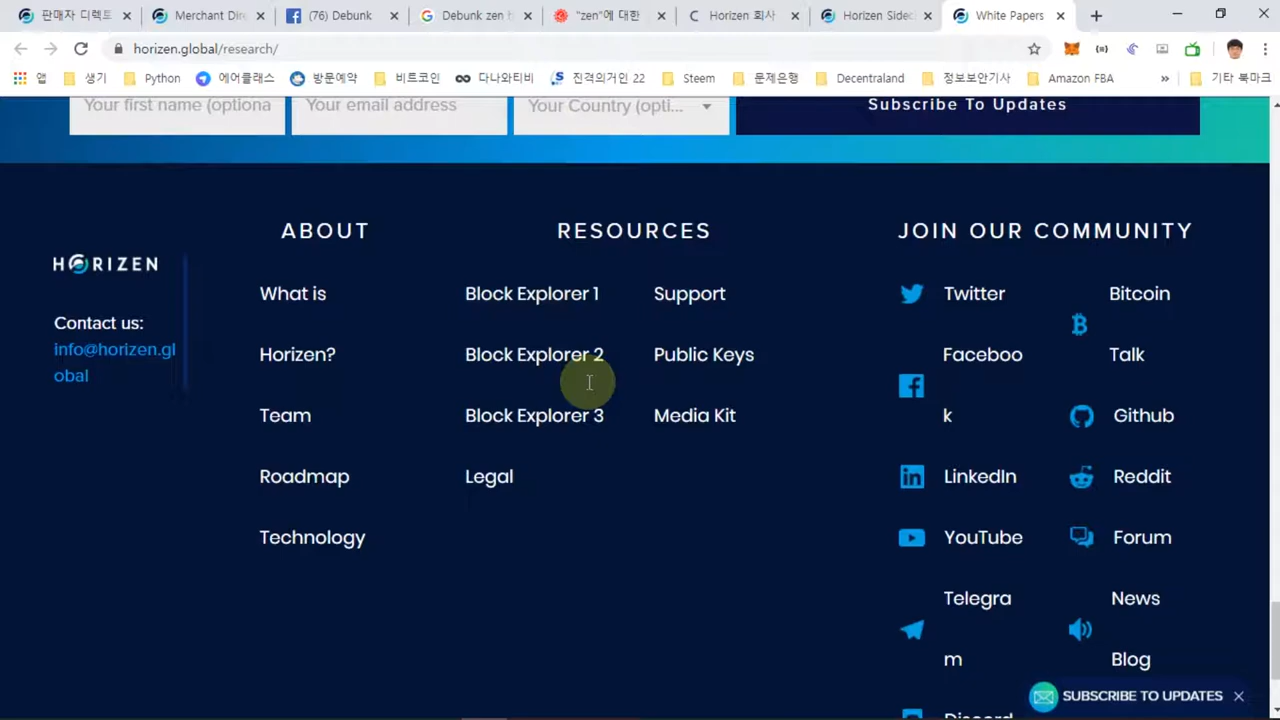 판매자 디렉트
Merchant Dire
(76) Debunk
Debunk zen h
"zen"에 대한
Horizen 회사
Horizen Sidec
White Papers
horizen.global/research/
앱
생기
Python
에어클래스
방문예약
비트코인
다나와티비
진격의거인 22
Steem
문제은행
Decentraland
정보보안기사
Amazon FBA
»
기타 북마크
Your first name (optiona
Your email address
Your Country (opti...
Subscribe To Updates
HORIZEN
Contact us:
info@horizen.gl
obal
ABOUT
What is
Horizen?
Team
Roadmap
Technology
RESOURCES
Block Explorer 1
Block Explorer 2
Block Explorer 3
Legal
Support
Public Keys
Media Kit
JOIN OUR COMMUNITY
Twitter
Faceboo
k
LinkedIn
YouTube
Telegra
m
Discord
Bitcoin
Talk
Github
Reddit
Forum
News
Blog
SUBSCRIBE TO UPDATES